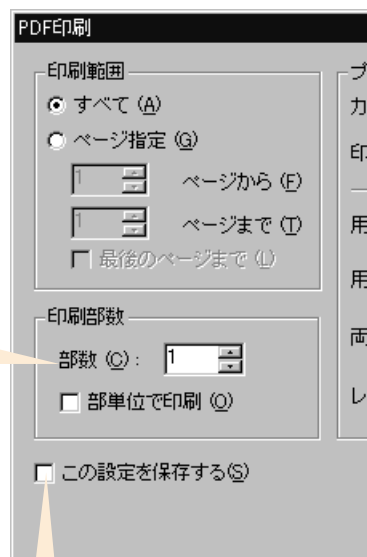 PDF印刷
印刷範囲
すべて (A)
ページ指定 (G)
1 ページから (F)
1 ページまで (T)
最後のページまで (L)
印刷部数
部数 (C) : 1
部単位で印刷 (O)
この設定を保存する(S)
プ
カ
印
用
用
両
レ